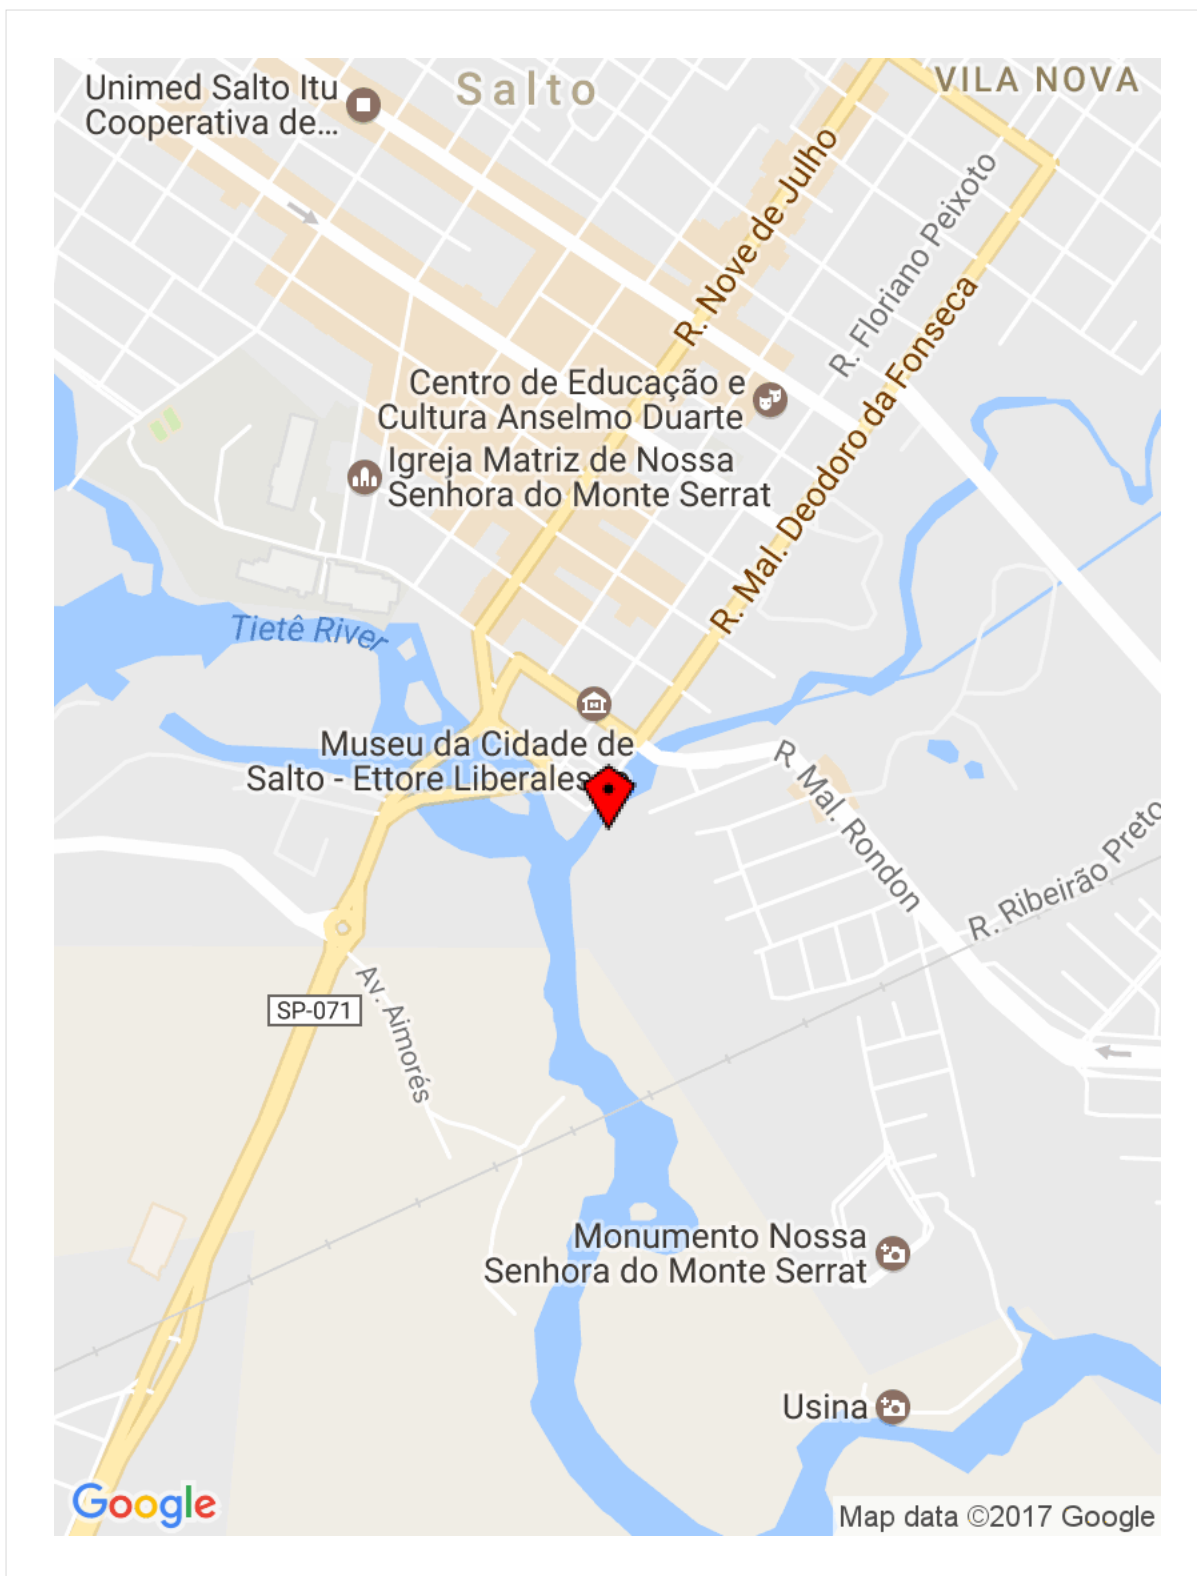 Unimed Salto Itu
Cooperativa de...
Salto
VILA NOVA
R. Nove de Julho
R. Floriano Peixoto
R. Mal. Deodoro da Fonseca
Centro de Educação e
Cultura Anselmo Duarte
Igreja Matriz de Nossa
Senhora do Monte Serrat
Tietê River
Museu da Cidade de
Salto - Ettore Liberales
R. Mal. Rondon
R. Ribeirão Preto
SP-071
Av. Aimorés
Monumento Nossa
Senhora do Monte Serrat
Usina
Google
Map data ©2017 Google